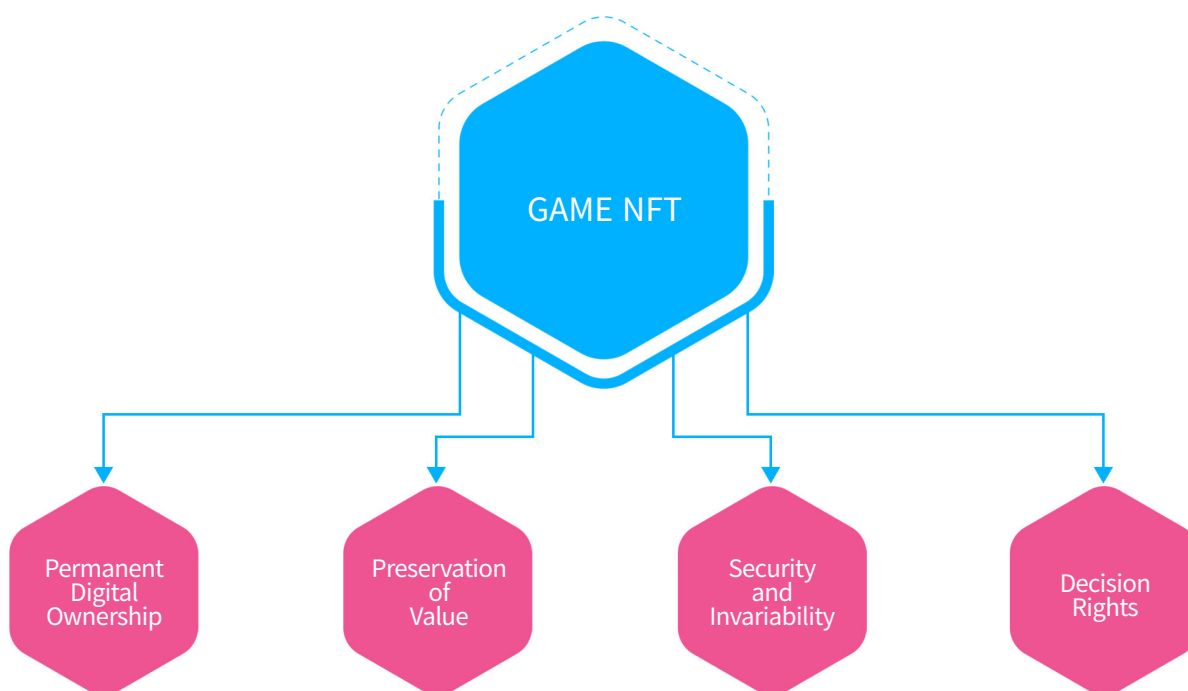 GAME NFT
Permanent
Digital
Ownership
Preservation
of
Value
Security
and
Invariability
Decision
Rights